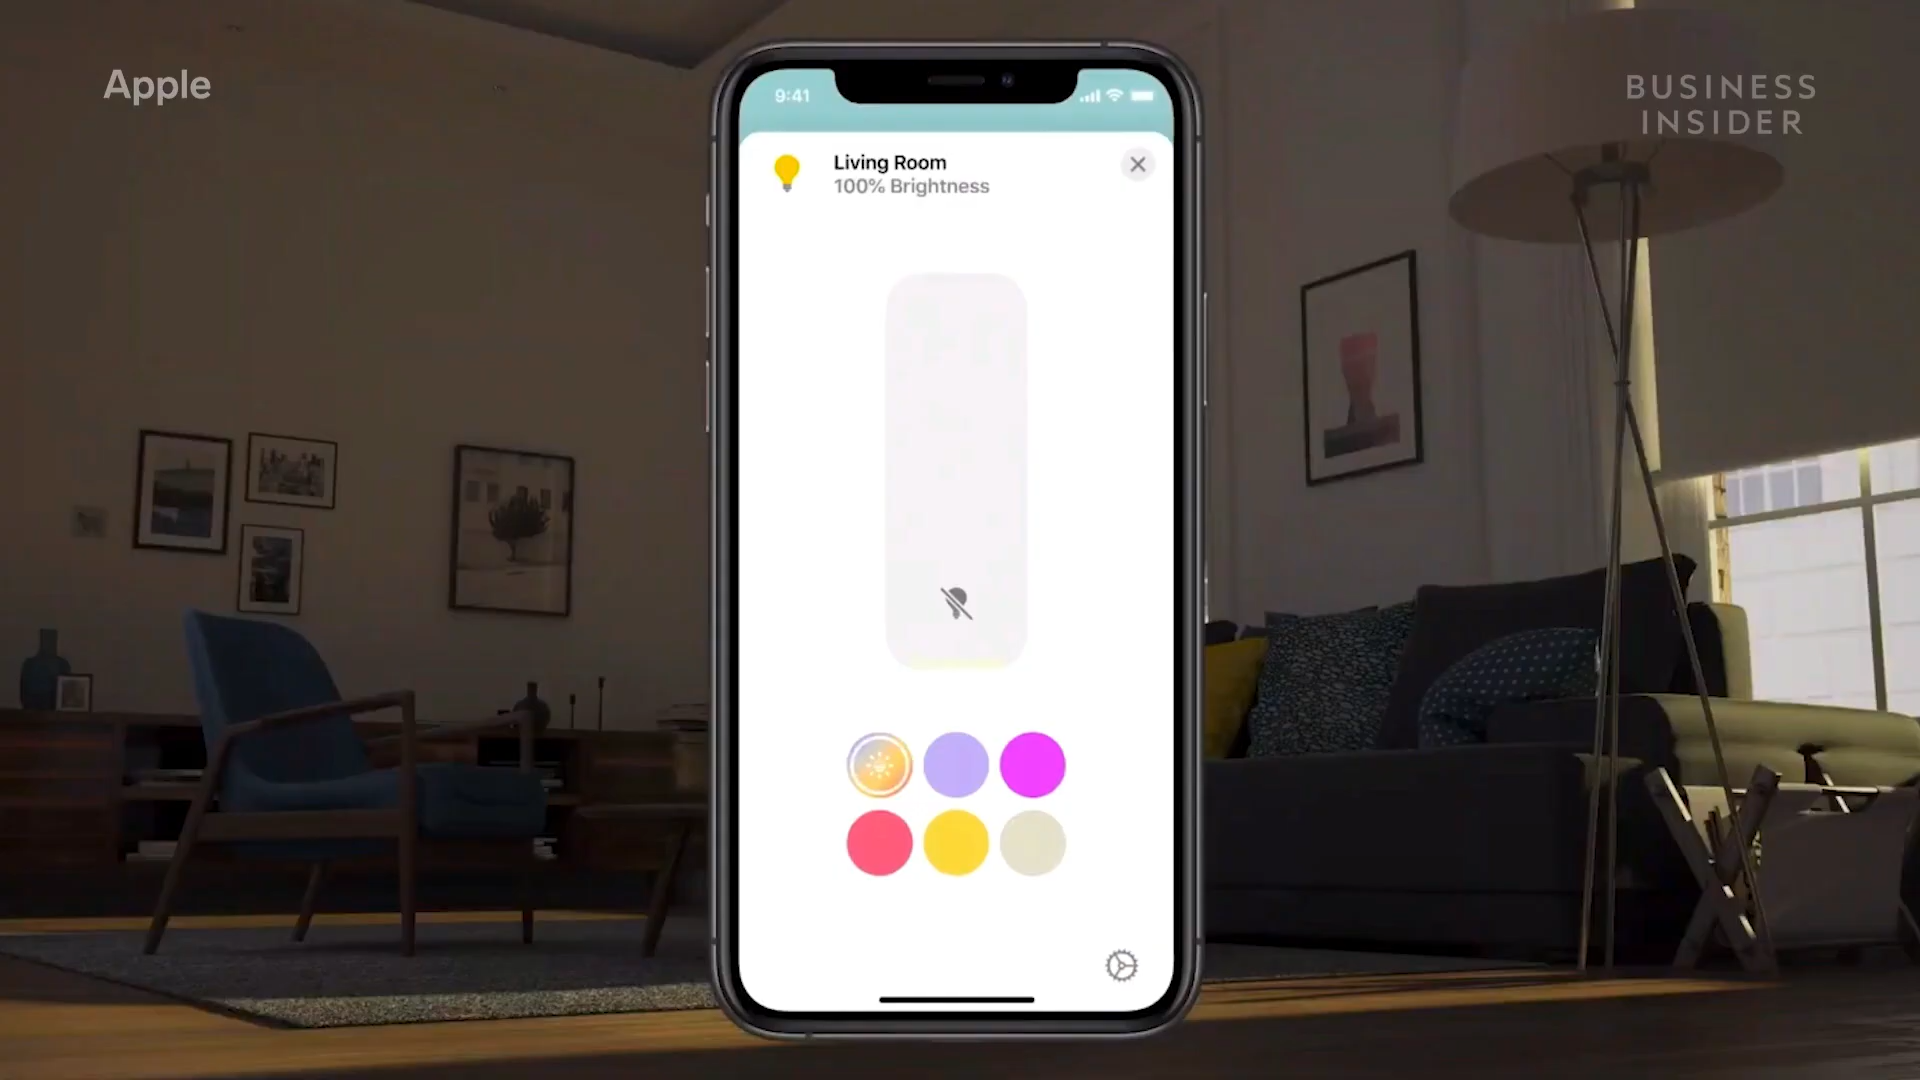 Apple
BUSINESS
INSIDER
9:41
Living Room
100% Brightness